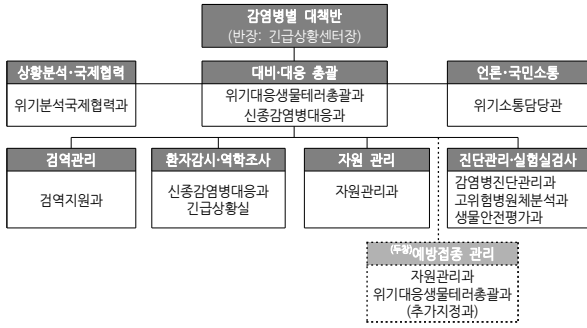 감염병별 대책반
(반장: 긴급상황센터장)
상황분석·국제협력
위기분석국제협력과
대비·대응 총괄
위기대응생물테러총괄과
신종감염병대응과
언론·국민소통
위기소통담당관
검역관리
검역지원과
환자감시·역학조사
신종감염병대응과
긴급상황실
자원 관리
자원관리과
진단관리·실험실검사
감염병진단관리과
고위험병원체분석과
생물안전평가과
(두창)예방접종 관리
자원관리과
위기대응생물테러총괄과
(추가지정과)